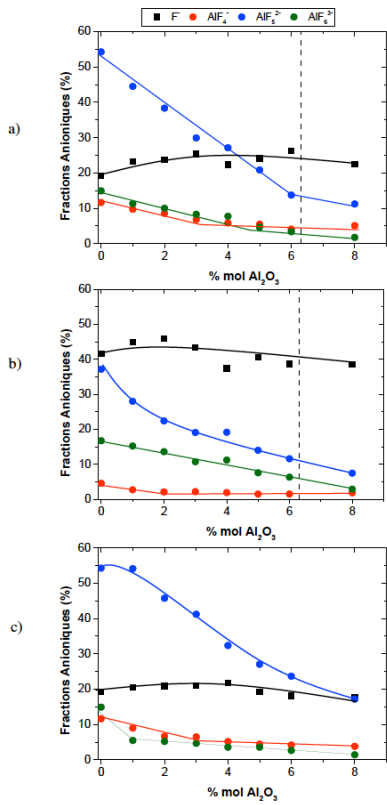 F⁻ AlF₄⁻ AlF₅²⁻ AlF₆³⁻
a)
Fractions Anioniques (%)
60
50
40
30
20
10
0
0 2 4 6 8
% mol Al₂O₃
b)
Fractions Anioniques (%)
60
50
40
30
20
10
0
0 2 4 6 8
% mol Al₂O₃
c)
Fractions Anioniques (%)
60
50
40
30
20
10
0
0 2 4 6 8
% mol Al₂O₃